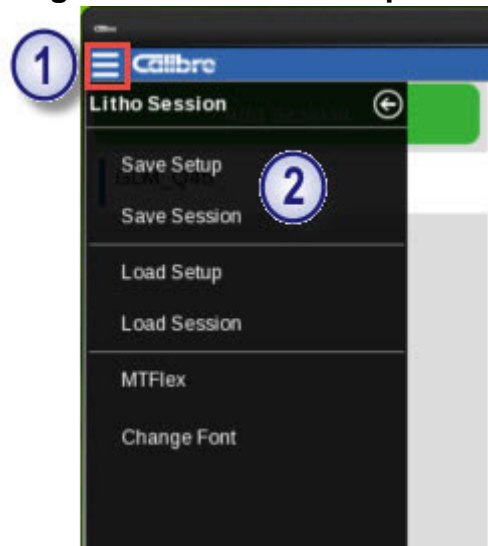 1
Calibre
Litho Session
2
Save Setup
Save Session
Load Setup
Load Session
MTFlex
Change Font